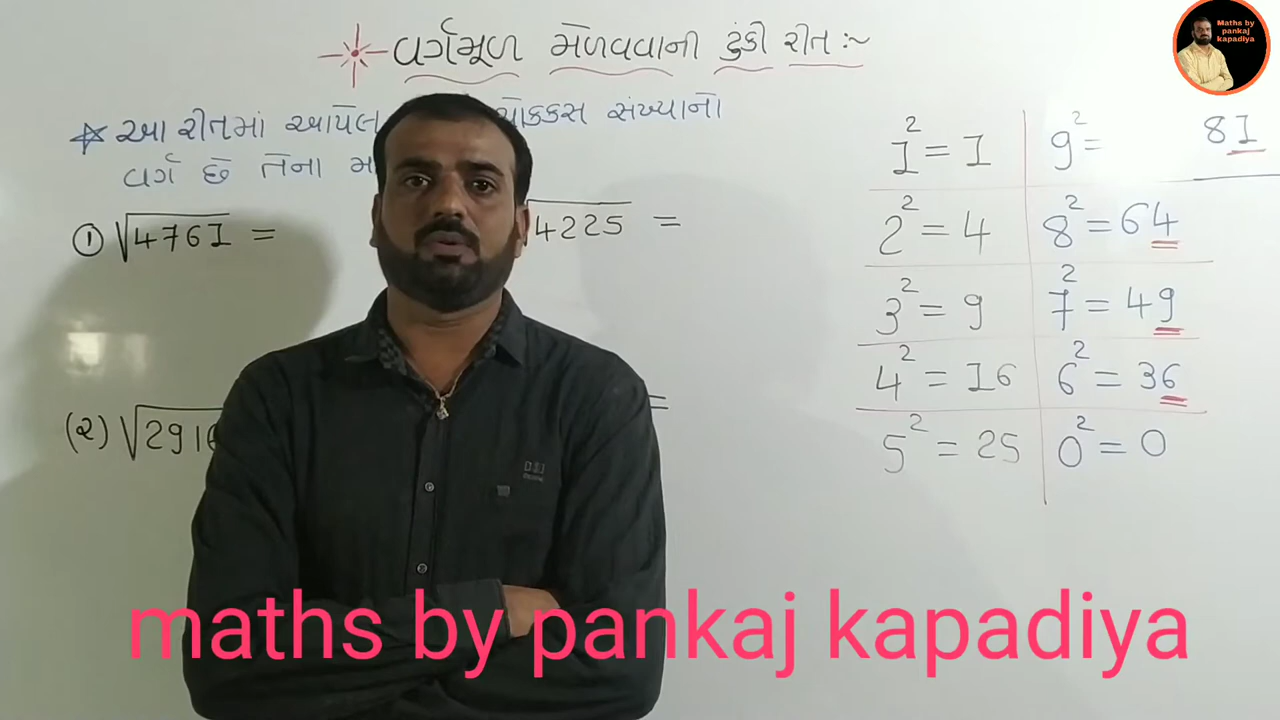 વર્ગમૂળ મેળવવાની ટુંકી રીત :~
આ રીતમાં આપેલ ચોક્કસ સંખ્યાનો
વર્ગ છે તેના
① √4761 =
√4225 =
(૨) √2916
=
1² = 1
9² = 81
2² = 4
8² = 64
3² = 9
7² = 49
4² = 16
6² = 36
5² = 25
0² = 0
Maths by
pankaj
kapadiya
maths by pankaj kapadiya